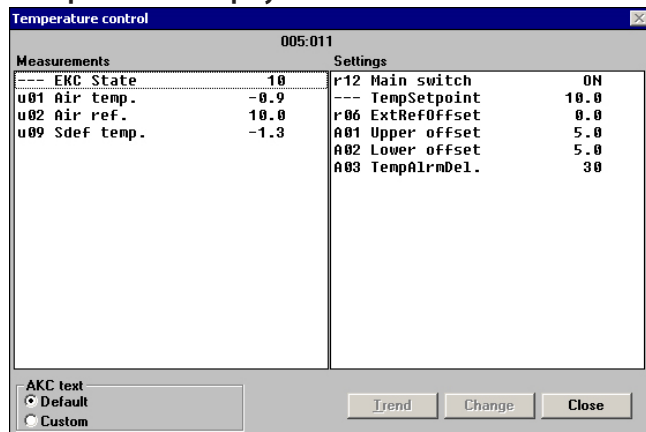 Temperature control
005:011
Measurements
--- EKC State 10
u01 Air temp. -0.9
u02 Air ref. 10.0
u09 Sdef temp. -1.3
Settings
r12 Main switch ON
--- TempSetpoint 10.0
r06 ExtRefOffset 0.0
A01 Upper offset 5.0
A02 Lower offset 5.0
A03 TempAlrmDel. 30
AKC text
Default
Custom
Trend Change Close